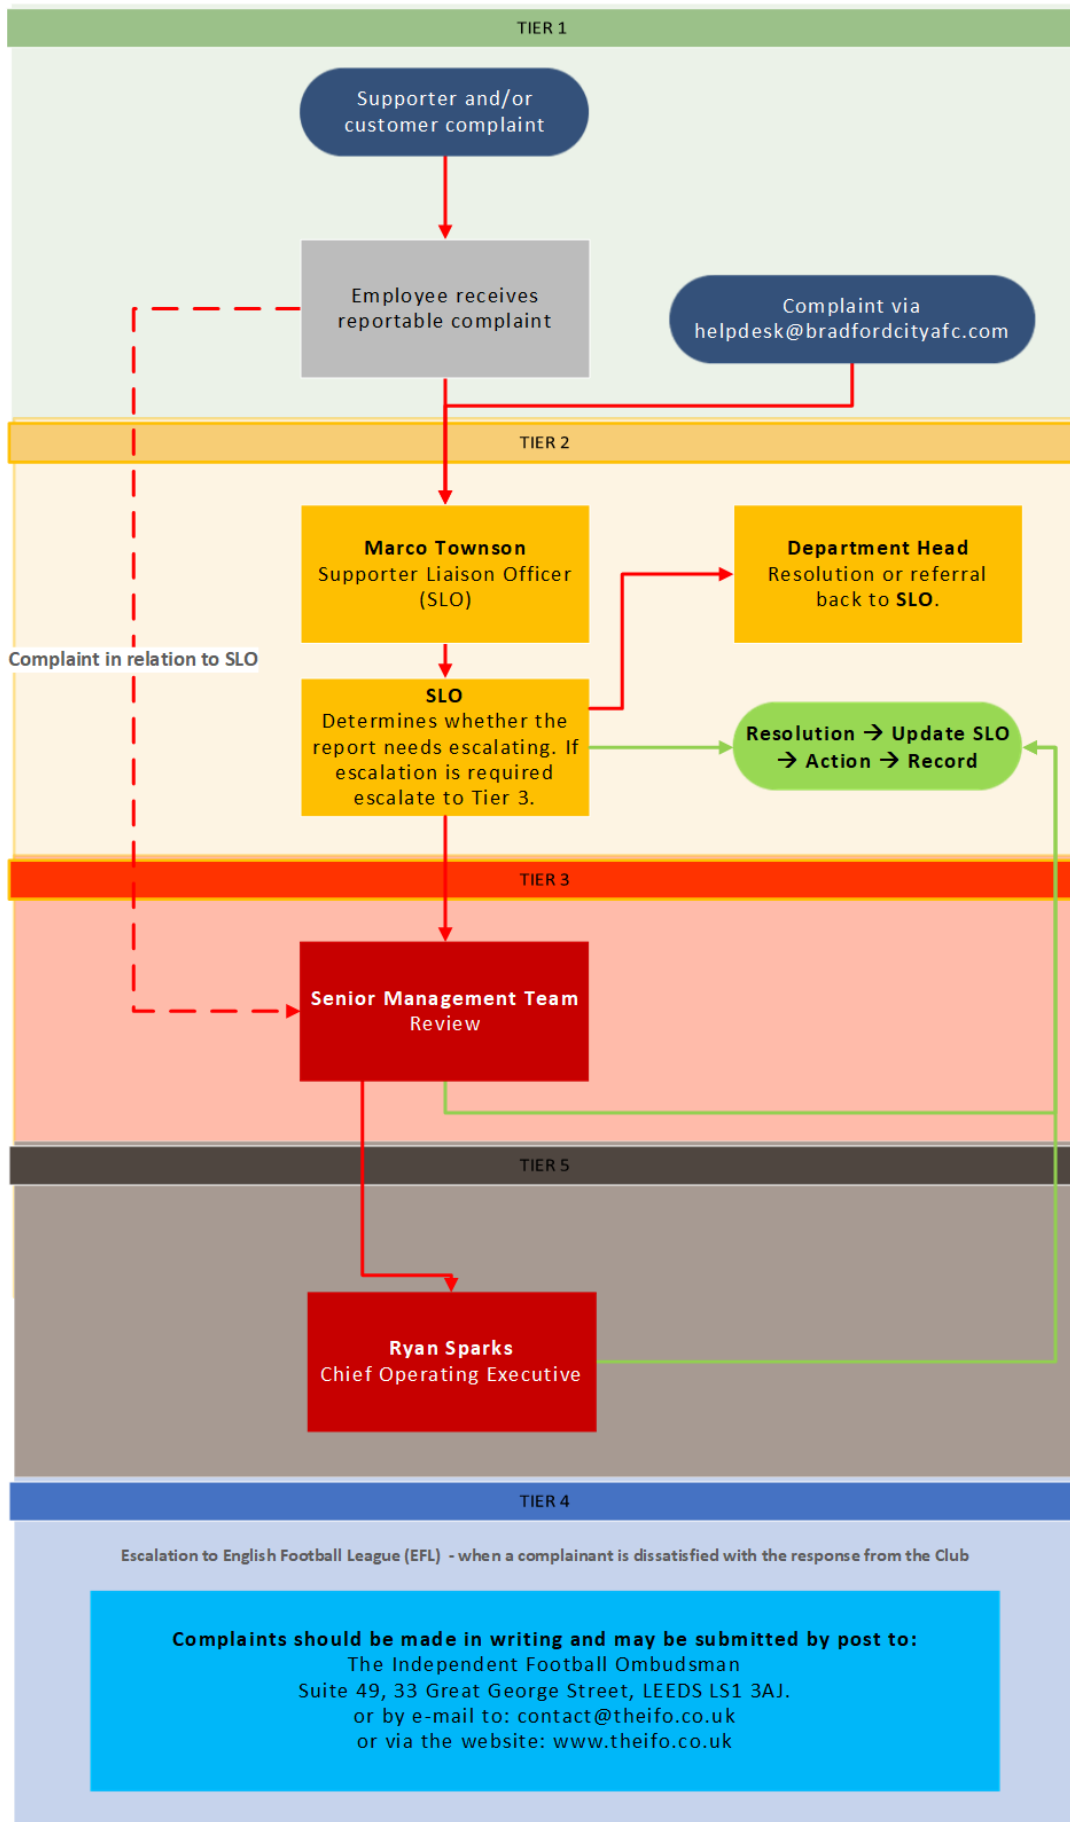 TIER 1
Supporter and/or
customer complaint
Employee receives
reportable complaint
Complaint via
helpdesk@bradfordcityafc.com
TIER 2
Marco Townson
Supporter Liaison Officer
(SLO)
Department Head
Resolution or referral
back to SLO.
Complaint in relation to SLO
SLO
Determines whether the
report needs escalating. If
escalation is required
escalate to Tier 3.
Resolution → Update SLO
→ Action → Record
TIER 3
Senior Management Team
Review
TIER 5
Ryan Sparks
Chief Operating Executive
TIER 4
Escalation to English Football League (EFL) - when a complainant is dissatisfied with the response from the Club
Complaints should be made in writing and may be submitted by post to:
The Independent Football Ombudsman
Suite 49, 33 Great George Street, LEEDS LS1 3AJ.
or by e-mail to: contact@theifo.co.uk
or via the website: www.theifo.co.uk